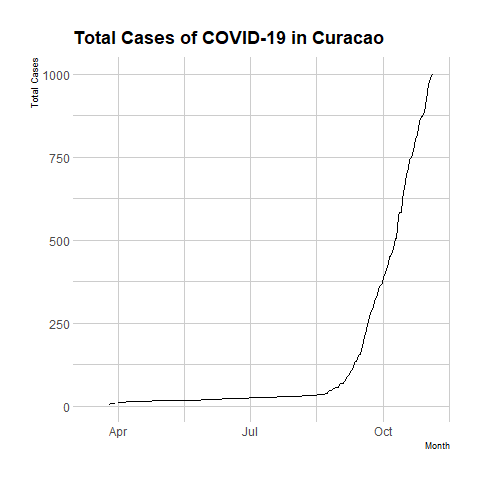 Total Cases of COVID-19 in Curacao
Total Cases
1000
750
500
250
0
Apr Jul Oct
Month